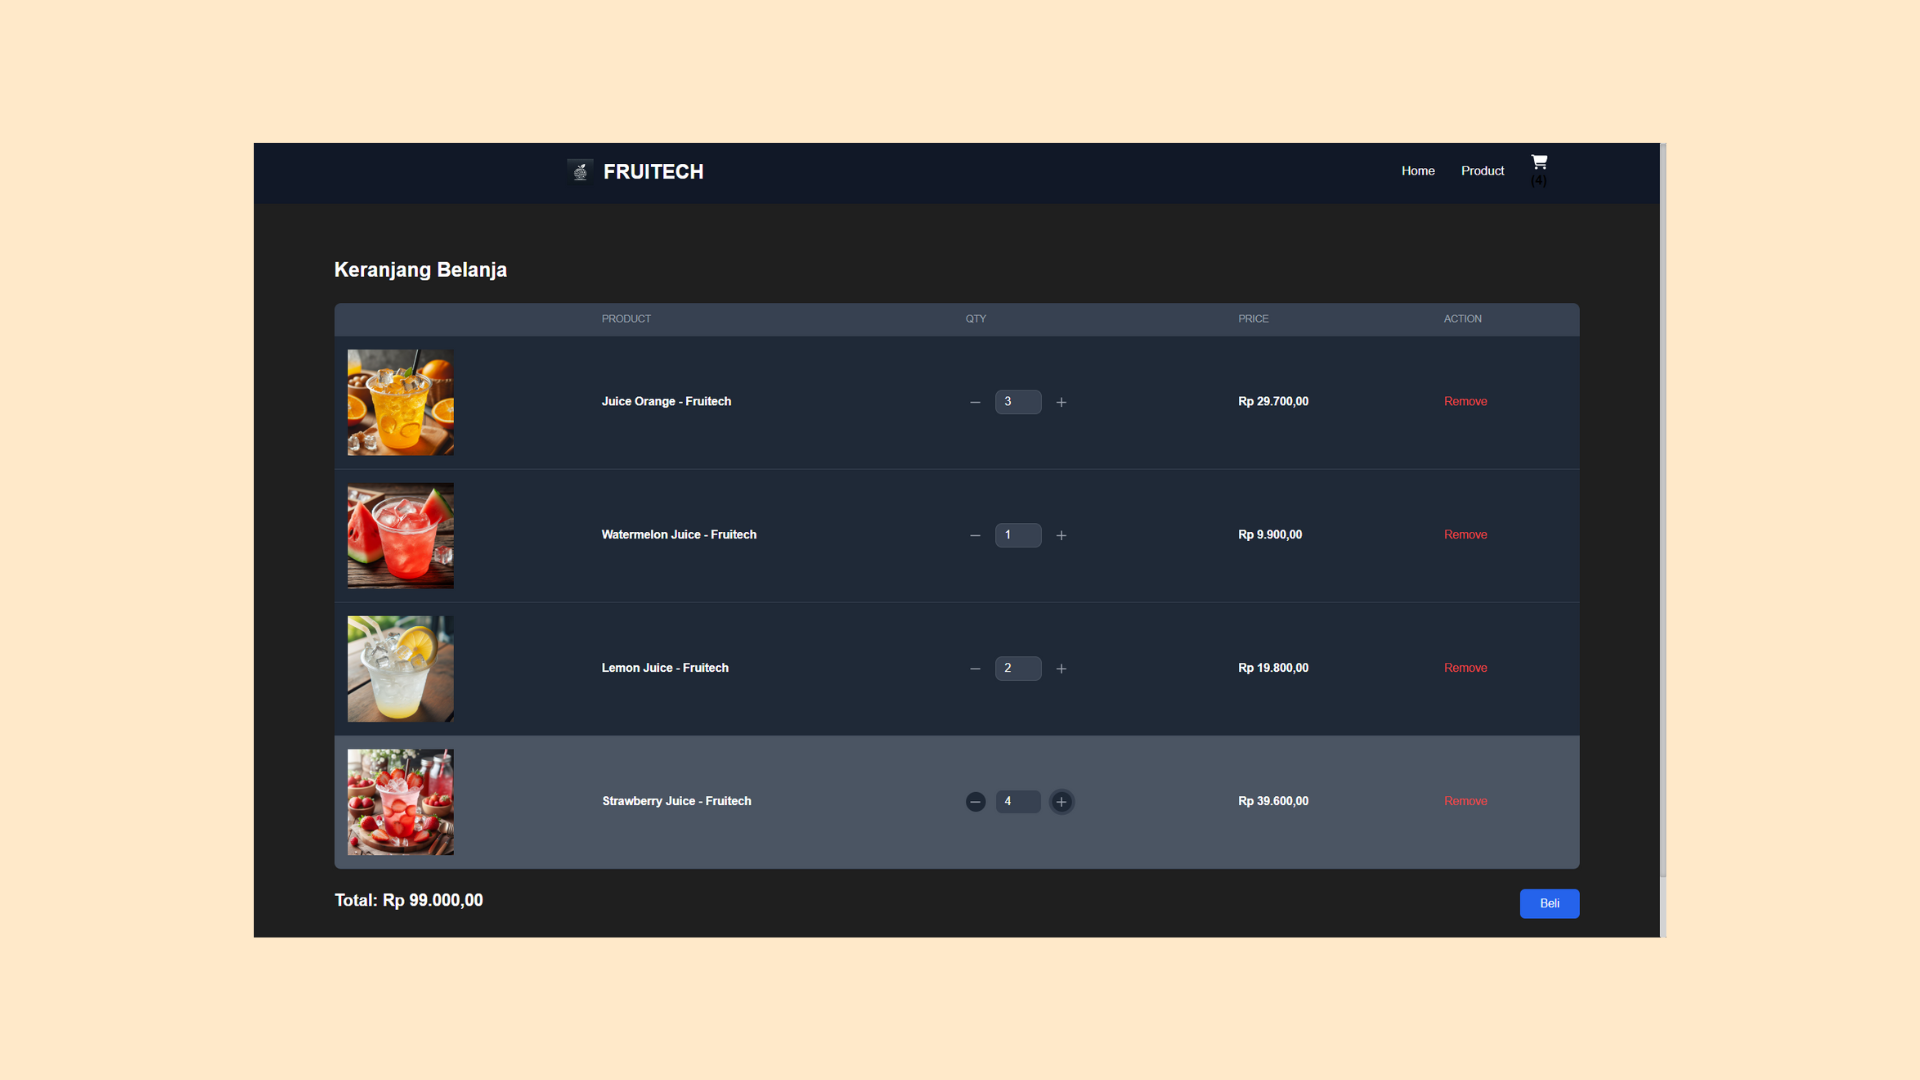 FRUITECH
Home Product
(4)
Keranjang Belanja
PRODUCT QTY PRICE ACTION
Juice Orange - Fruitech 3 Rp 29.700,00 Remove
Watermelon Juice - Fruitech 1 Rp 9.900,00 Remove
Lemon Juice - Fruitech 2 Rp 19.800,00 Remove
Strawberry Juice - Fruitech 4 Rp 39.600,00 Remove
Total: Rp 99.000,00 Beli